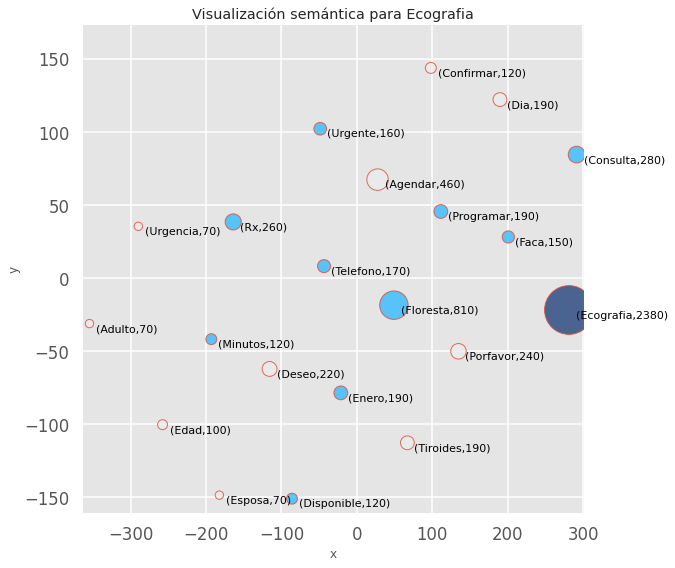 Visualización semántica para Ecografia
150
(Confirmar,120)
(Dia,190)
100
(Urgente,160)
(Consulta,280)
(Agendar,460)
50
(Programar,190)
(Urgencia,70)
(Rx,260)
(Faca,150)
0
(Telefono,170)
y
(Floresta,810)
(Ecografia,2380)
(Adulto,70)
(Minutos,120)
−50
(Porfavor,240)
(Deseo,220)
(Enero,190)
−100
(Edad,100)
(Tiroides,190)
−150
(Esposa,70)
(Disponible,120)
−300 −200 −100 0 100 200 300
x